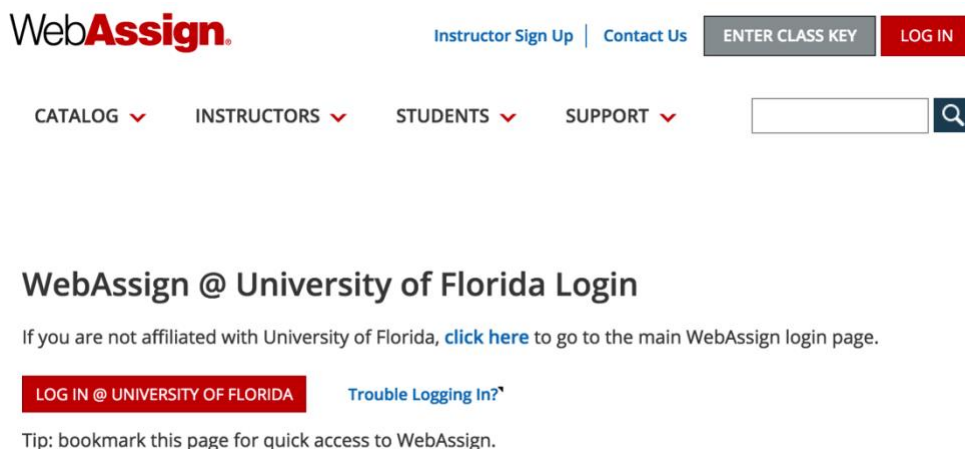 WebAssign.
Instructor Sign Up | Contact Us ENTER CLASS KEY LOG IN
CATALOG INSTRUCTORS STUDENTS SUPPORT
WebAssign @ University of Florida Login
If you are not affiliated with University of Florida, click here to go to the main WebAssign login page.
LOG IN @ UNIVERSITY OF FLORIDA Trouble Logging In?
Tip: bookmark this page for quick access to WebAssign.